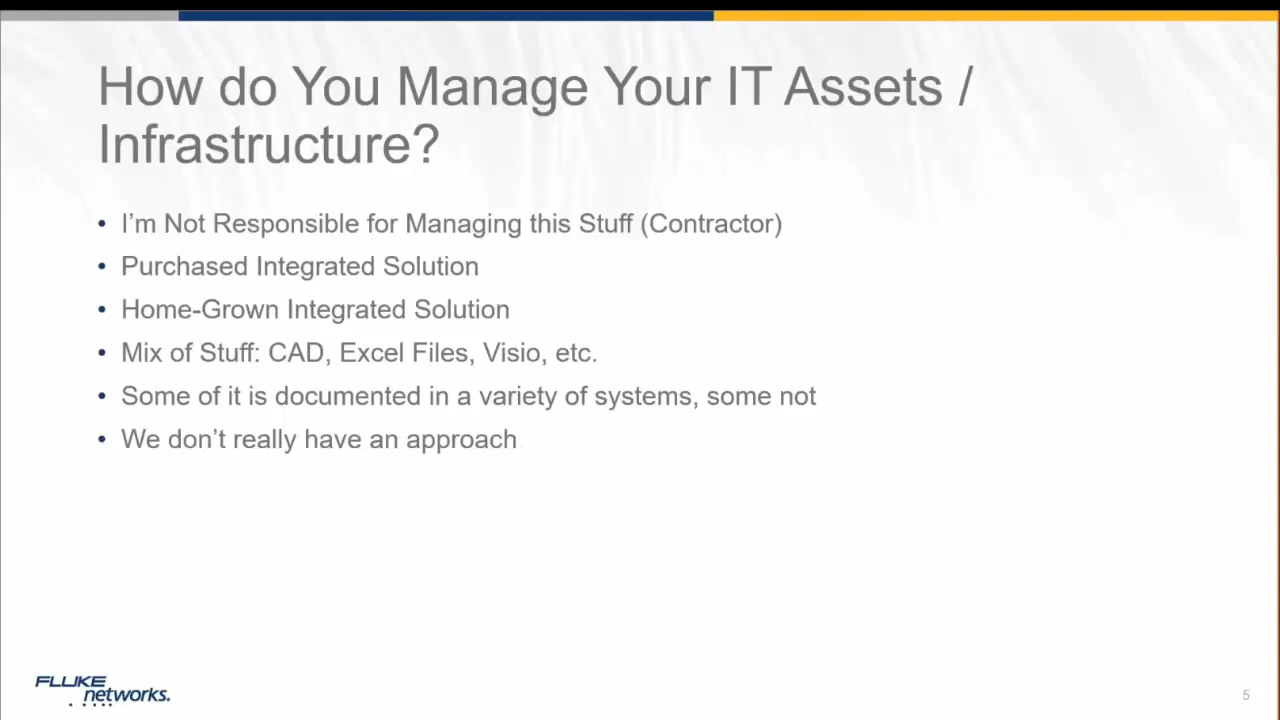 How do You Manage Your IT Assets /
Infrastructure?
• I’m Not Responsible for Managing this Stuff (Contractor)
• Purchased Integrated Solution
• Home-Grown Integrated Solution
• Mix of Stuff: CAD, Excel Files, Visio, etc.
• Some of it is documented in a variety of systems, some not
• We don’t really have an approach
FLUKE
networks.
5